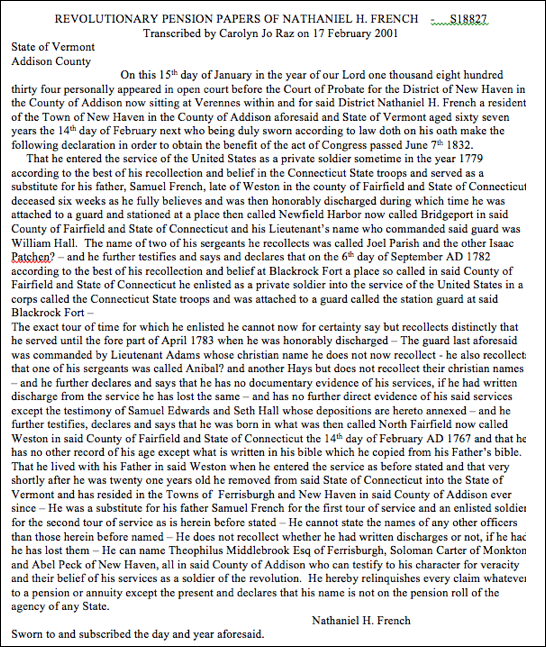 REVOLUTIONARY PENSION PAPERS OF NATHANIEL H. FRENCH - S18827
Transcribed by Carolyn Jo Raz on 17 February 2001
State of Vermont
Addison County
On this 15th day of January in the year of our Lord one thousand eight hundred
thirty four personally appeared in open court before the Court of Probate for the District of New Haven in
the County of Addison now sitting at Verennes within and for said District Nathaniel H. French a resident
of the Town of New Haven in the County of Addison aforesaid and State of Vermont aged sixty seven
years the 14th day of February next who being duly sworn according to law doth on his oath make the
following declaration in order to obtain the benefit of the act of Congress passed June 7th 1832.
That he entered the service of the United States as a private soldier sometime in the year 1779
according to the best of his recollection and belief in the Connecticut State troops and served as a
substitute for his father, Samuel French, late of Weston in the county of Fairfield and State of Connecticut
deceased six weeks as he fully believes and was then honorably discharged during which time he was
attached to a guard and stationed at a place then called Newfield Harbor now called Bridgeport in said
County of Fairfield and State of Connecticut and his Lieutenant's name who commanded said guard was
William Hall. The name of two of his sergeants he recollects was called Joel Parish and the other Isaac
Patchen? – and he further testifies and says and declares that on the 6th day of September AD 1782
according to the best of his recollection and belief at Blackrock Fort a place so called in said County of
Fairfield and State of Connecticut he enlisted as a private soldier into the service of the United States in a
corps called the Connecticut State troops and was attached to a guard called the station guard at said
Blackrock Fort –
The exact tour of time for which he enlisted he cannot now for certainty say but recollects distinctly that
he served until the fore part of April 1783 when he was honorably discharged – The guard last aforesaid
was commanded by Lieutenant Adams whose christian name he does not now recollect - he also recollects
that one of his sergeants was called Anibal? and another Hays but does not recollect their christian names
– and he further declares and says that he has no documentary evidence of his services, if he had written
discharge from the service he has lost the same – and has no further direct evidence of his said services
except the testimony of Samuel Edwards and Seth Hall whose depositions are hereto annexed – and he
further testifies, declares and says that he was born in what was then called North Fairfield now called
Weston in said County of Fairfield and State of Connecticut the 14th day of February AD 1767 and that he
has no other record of his age except what is written in his bible which he copied from his Father's bible.
That he lived with his Father in said Weston when he entered the service as before stated and that very
shortly after he was twenty one years old he removed from said State of Connecticut into the State of
Vermont and has resided in the Towns of Ferrisburgh and New Haven in said County of Addison ever
since – He was a substitute for his father Samuel French for the first tour of service and an enlisted soldier
for the second tour of service as is herein before stated – He cannot state the names of any other officers
than those herein before named – He does not recollect whether he had written discharges or not, if he had
he has lost them – He can name Theophilus Middlebrook Esq of Ferrisburgh, Soloman Carter of Monkton
and Abel Peck of New Haven, all in said County of Addison who can testify to his character for veracity
and their belief of his services as a soldier of the revolution. He hereby relinquishes every claim whatever
to a pension or annuity except the present and declares that his name is not on the pension roll of the
agency of any State.
Nathaniel H. French
Sworn to and subscribed the day and year aforesaid.